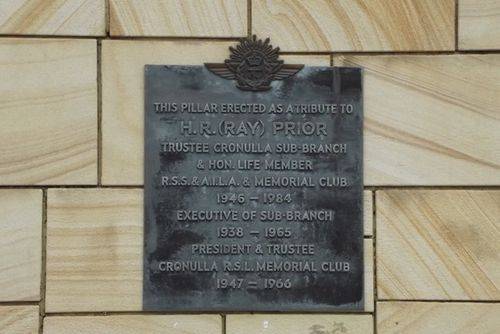 THIS PILLAR ERECTED AS A TRIBUTE TO
H.R.(RAY) PRIOR
TRUSTEE CRONULLA SUB-BRANCH
& HON. LIFE MEMBER
R.S.S.& A.I.L.A. & MEMORIAL CLUB
1946 – 1984
EXECUTIVE OF SUB-BRANCH
1938 – 1965
PRESIDENT & TRUSTEE
CRONULLA R.S.L. MEMORIAL CLUB
1947 – 1966